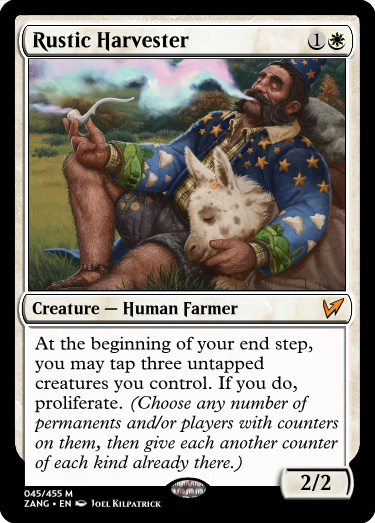 Rustic Harvester 1
Creature — Human Farmer
At the beginning of your end step,
you may tap three untapped
creatures you control. If you do,
proliferate. (Choose any number of
permanents and/or players with counters
on them, then give each another counter
of each kind already there.)
2/2
045/455 M
ZANG • EN Joel Kilpatrick